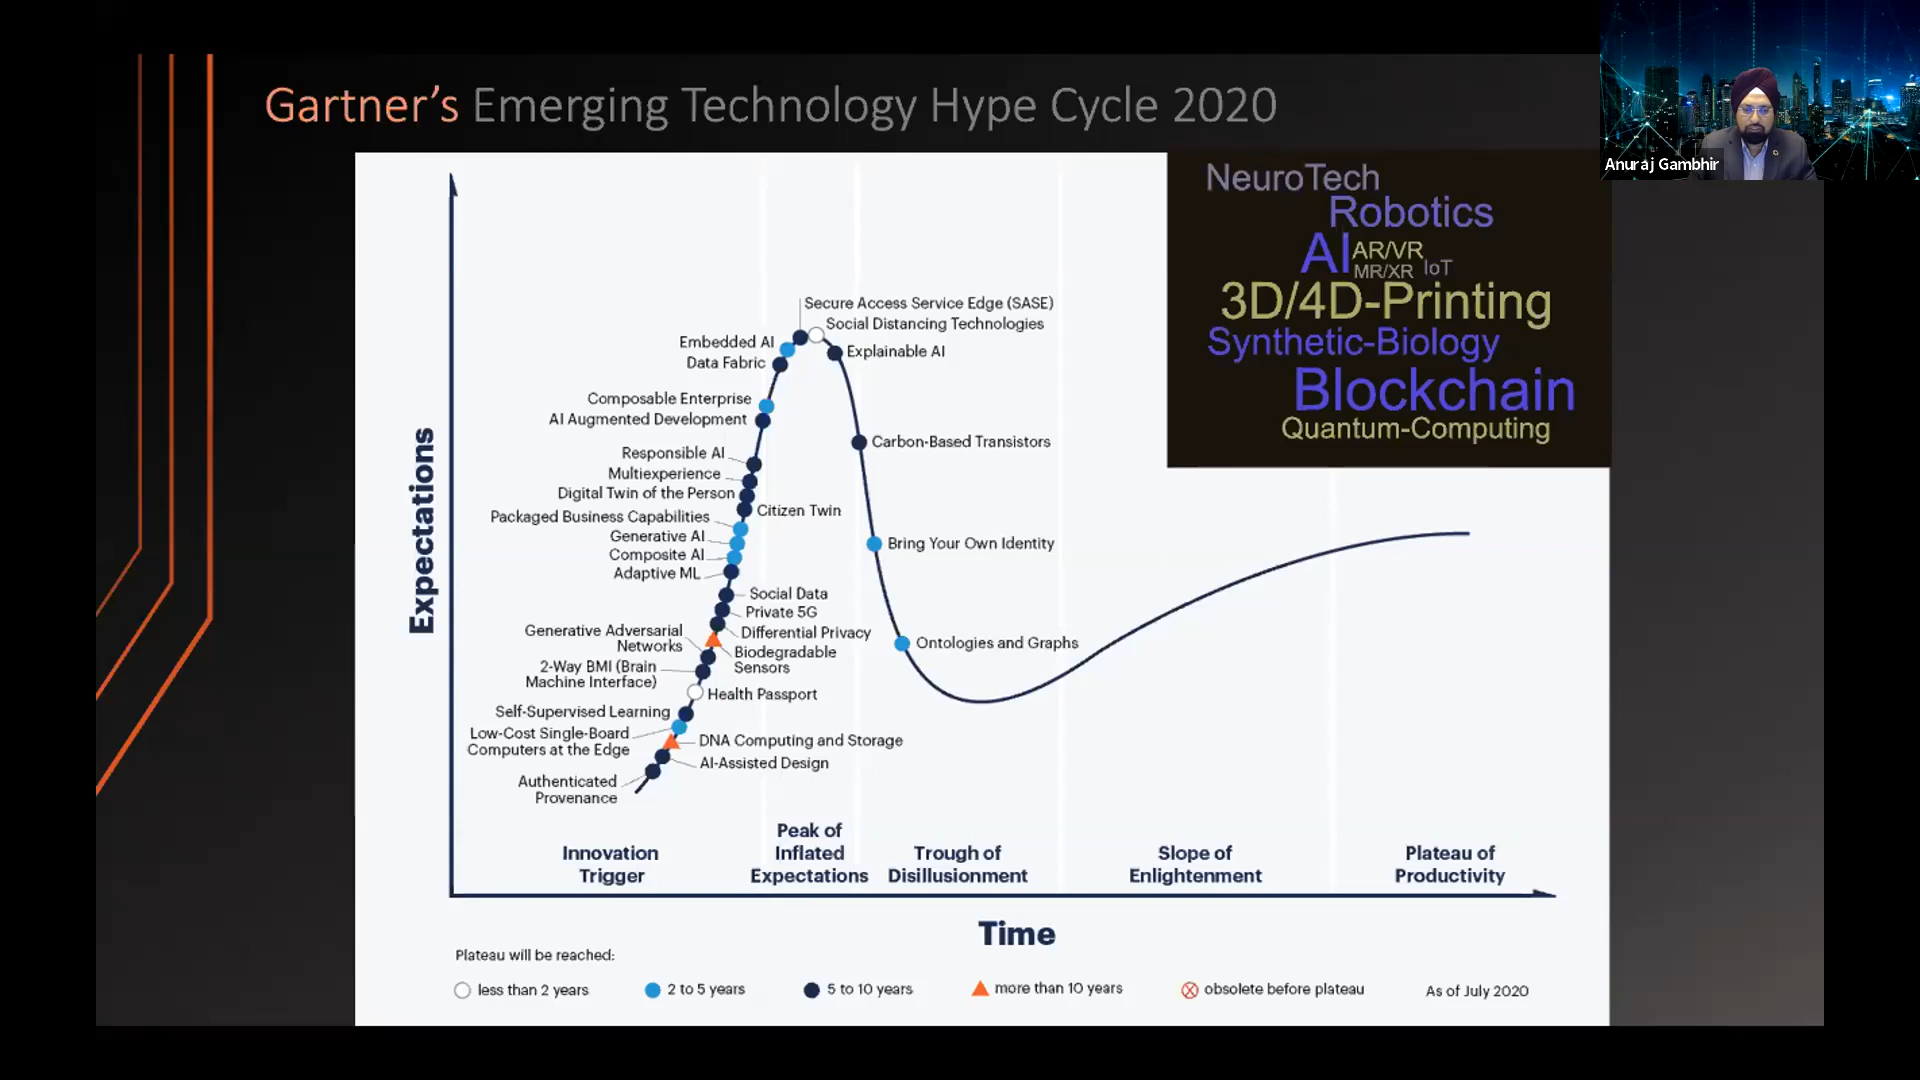 Gartner’s Emerging Technology Hype Cycle 2020
Anuraj Gambhir
NeuroTech
Robotics
AI AR/VR
MR/XR IoT
3D/4D-Printing
Synthetic-Biology
Blockchain
Quantum-Computing
Expectations
Secure Access Service Edge (SASE)
Social Distancing Technologies
Embedded AI
Explainable AI
Data Fabric
Composable Enterprise
AI Augmented Development
Carbon-Based Transistors
Responsible AI
Multiexperience
Digital Twin of the Person
Citizen Twin
Packaged Business Capabilities
Generative AI
Bring Your Own Identity
Composite AI
Adaptive ML
Social Data
Private 5G
Differential Privacy
Generative Adversarial
Networks
Biodegradable
Sensors
Ontologies and Graphs
2-Way BMI (Brain
Machine Interface)
Health Passport
Self-Supervised Learning
Low-Cost Single-Board
Computers at the Edge
DNA Computing and Storage
AI-Assisted Design
Authenticated
Provenance
Innovation
Trigger
Peak of
Inflated
Expectations
Trough of
Disillusionment
Slope of
Enlightenment
Plateau of
Productivity
Time
Plateau will be reached:
less than 2 years
2 to 5 years
5 to 10 years
more than 10 years
obsolete before plateau
As of July 2020